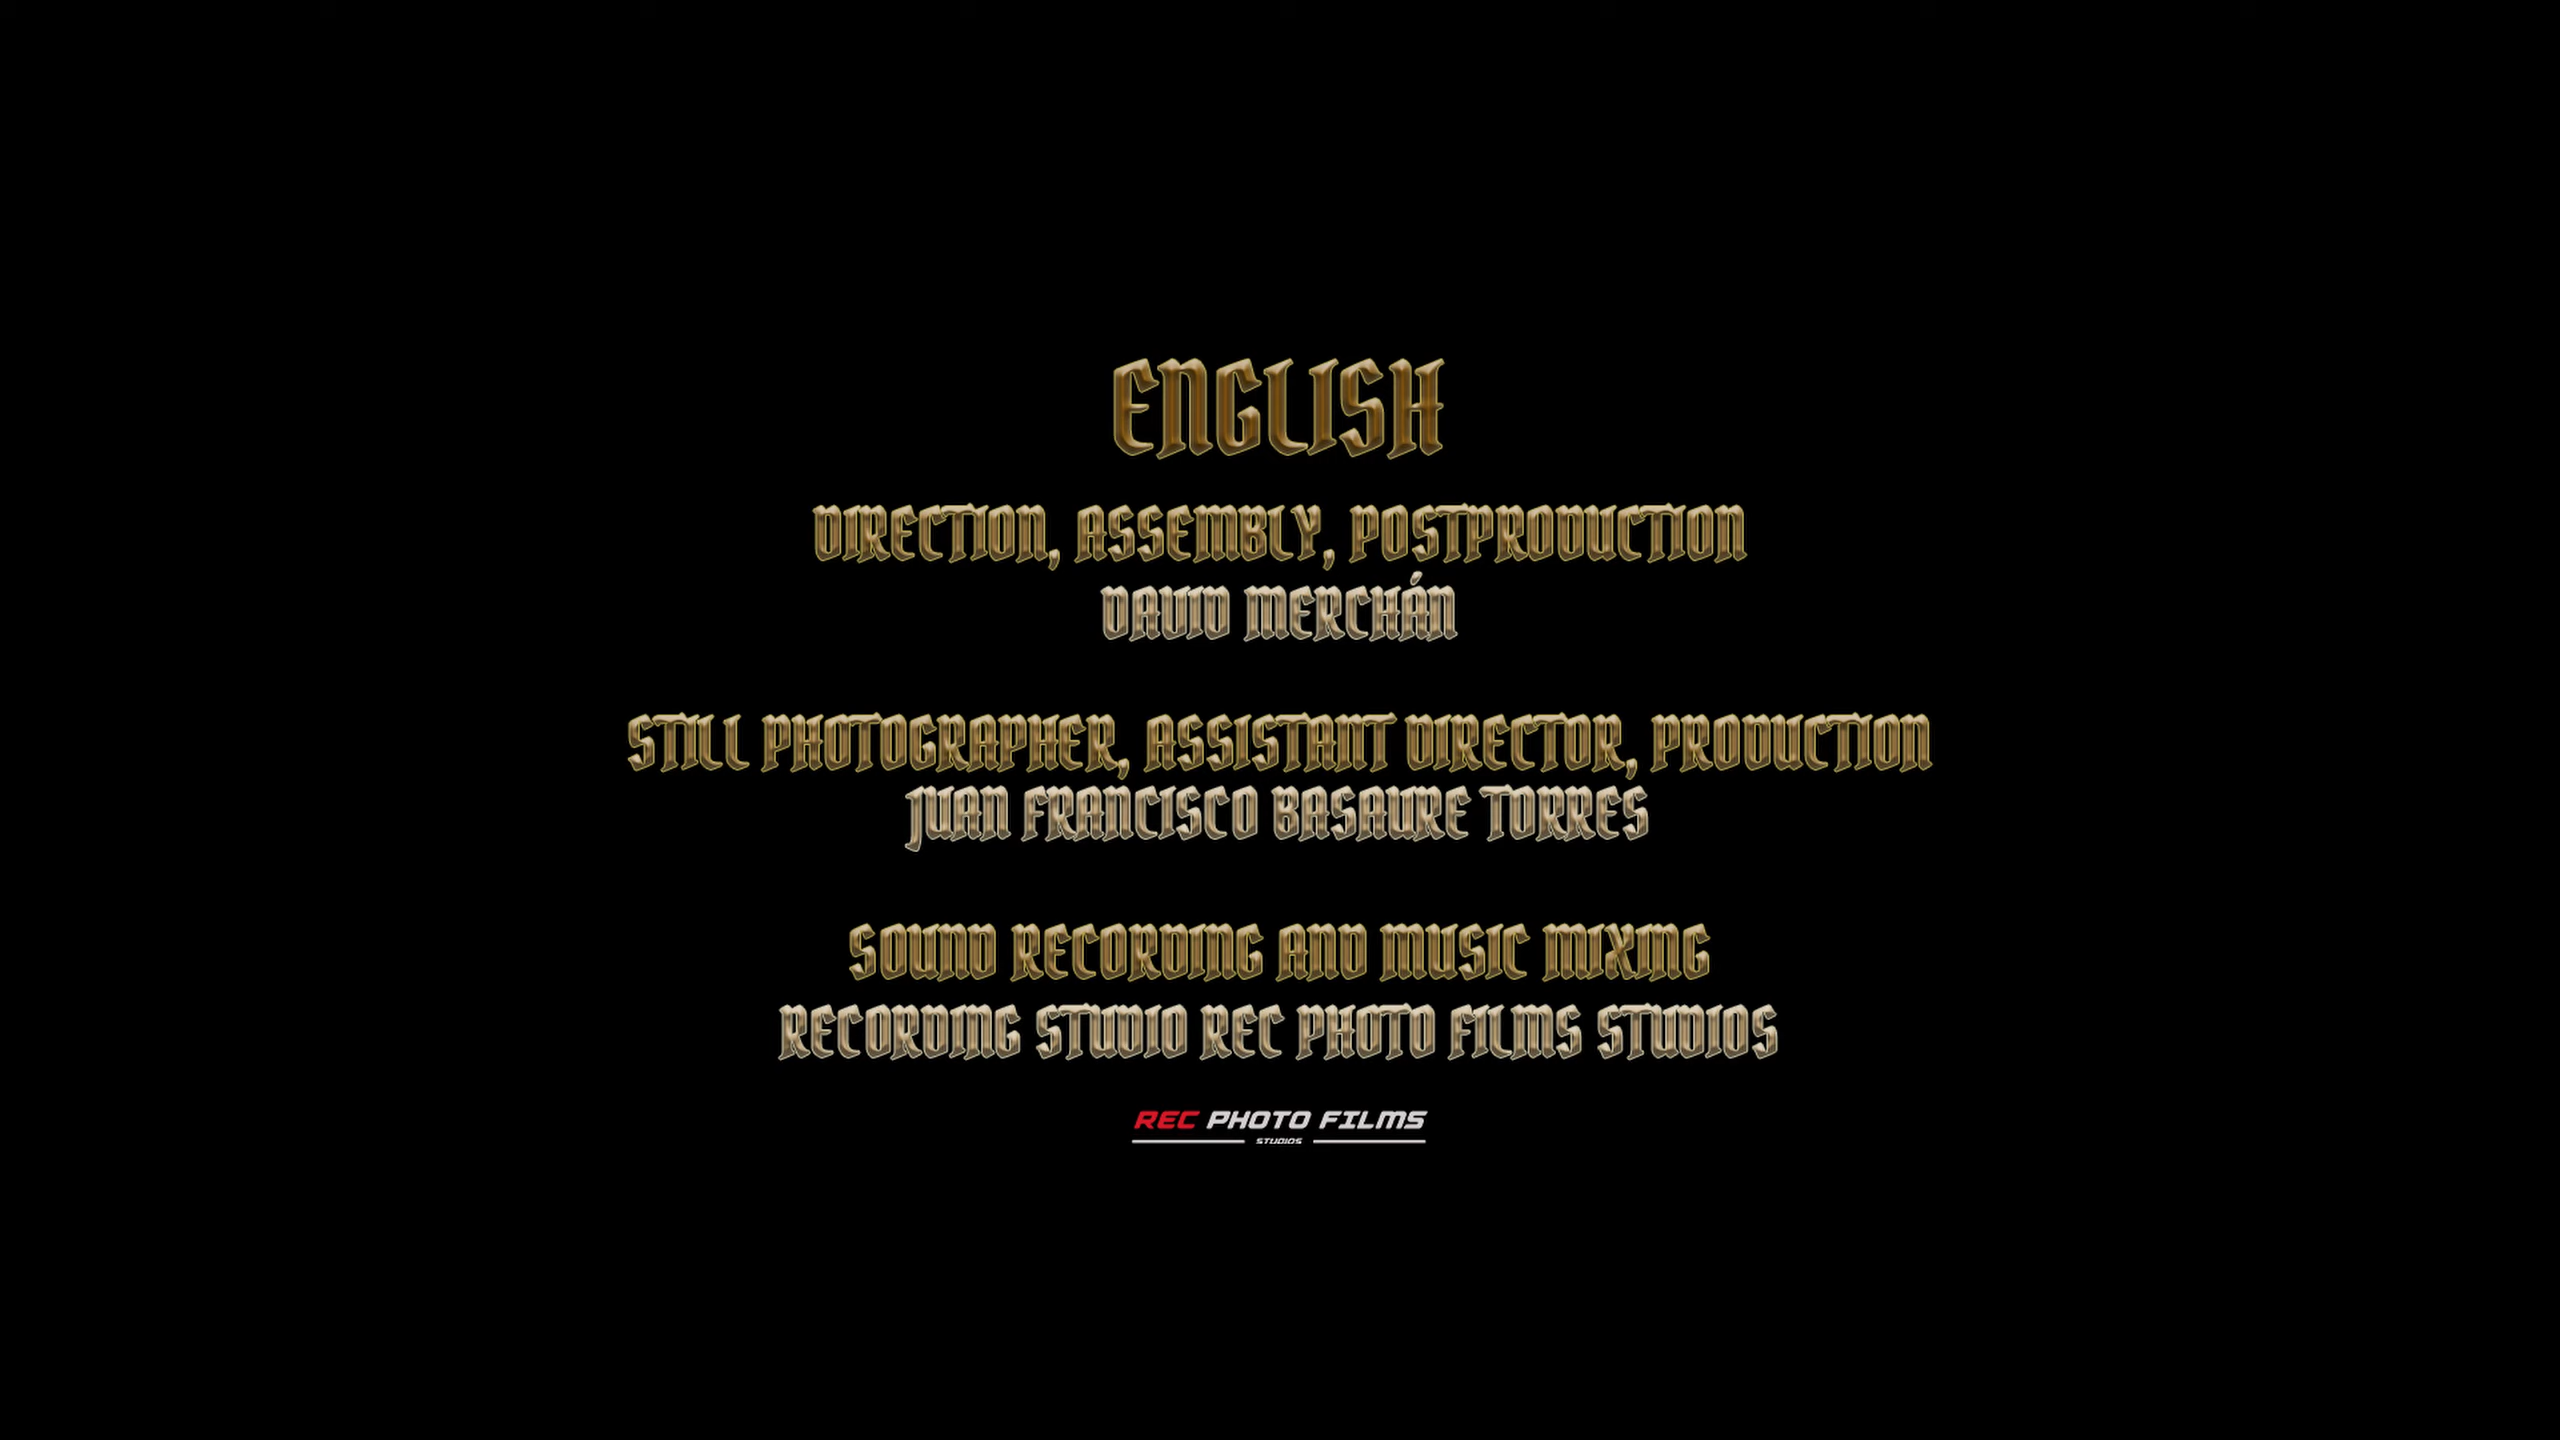 ENGLISH
DIRECTION, ASSEMBLY, POSTPRODUCTION
DAVID MERCHÁN
STILL PHOTOGRAPHER, ASSISTANT DIRECTOR, PRODUCTION
JUAN FRANCISCO BASAURE TORRES
SOUND RECORDING AND MUSIC MIXING
RECORDING STUDIO REC PHOTO FILMS STUDIOS
REC PHOTO FILMS
STUDIOS